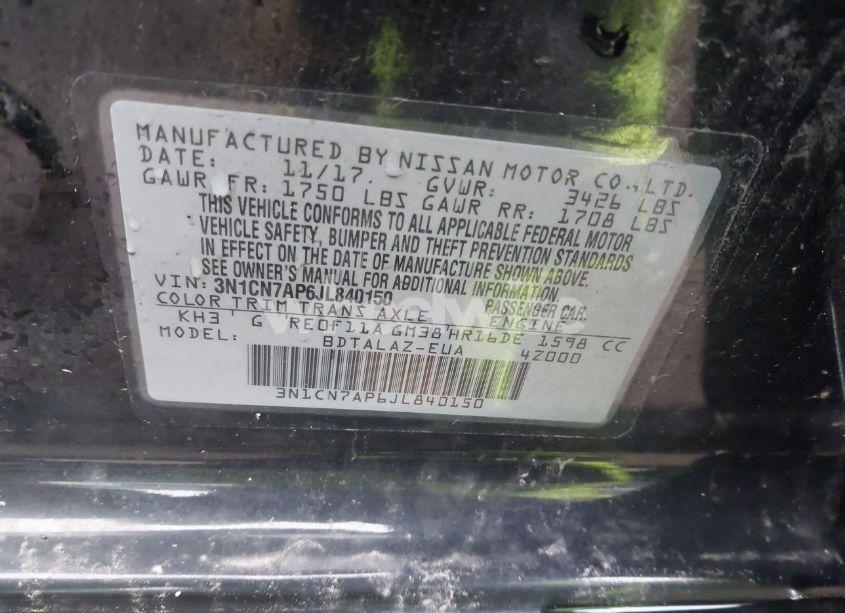 MANUFACTURED BY NISSAN MOTOR CO.,LTD.
DATE: 11/17 GVWR: 3426 LBS
GAWR FR: 1750 LBS GAWR RR: 1708 LBS
THIS VEHICLE CONFORMS TO ALL APPLICABLE FEDERAL MOTOR
VEHICLE SAFETY, BUMPER AND THEFT PREVENTION STANDARDS
IN EFFECT ON THE DATE OF MANUFACTURE SHOWN ABOVE.
SEE OWNER'S MANUAL FOR ADDITIONAL INFORMATION.
VIN: 3N1CN7AP6JL840150 PASSENGER CAR.
COLOR TRIM TRANS AXLE ENGINE
KH3 G RE0F11A GM38 HR16DE 1598 CC
MODEL: BDTALAZ-EUA 4Z000
3N1CN7AP6JL840150